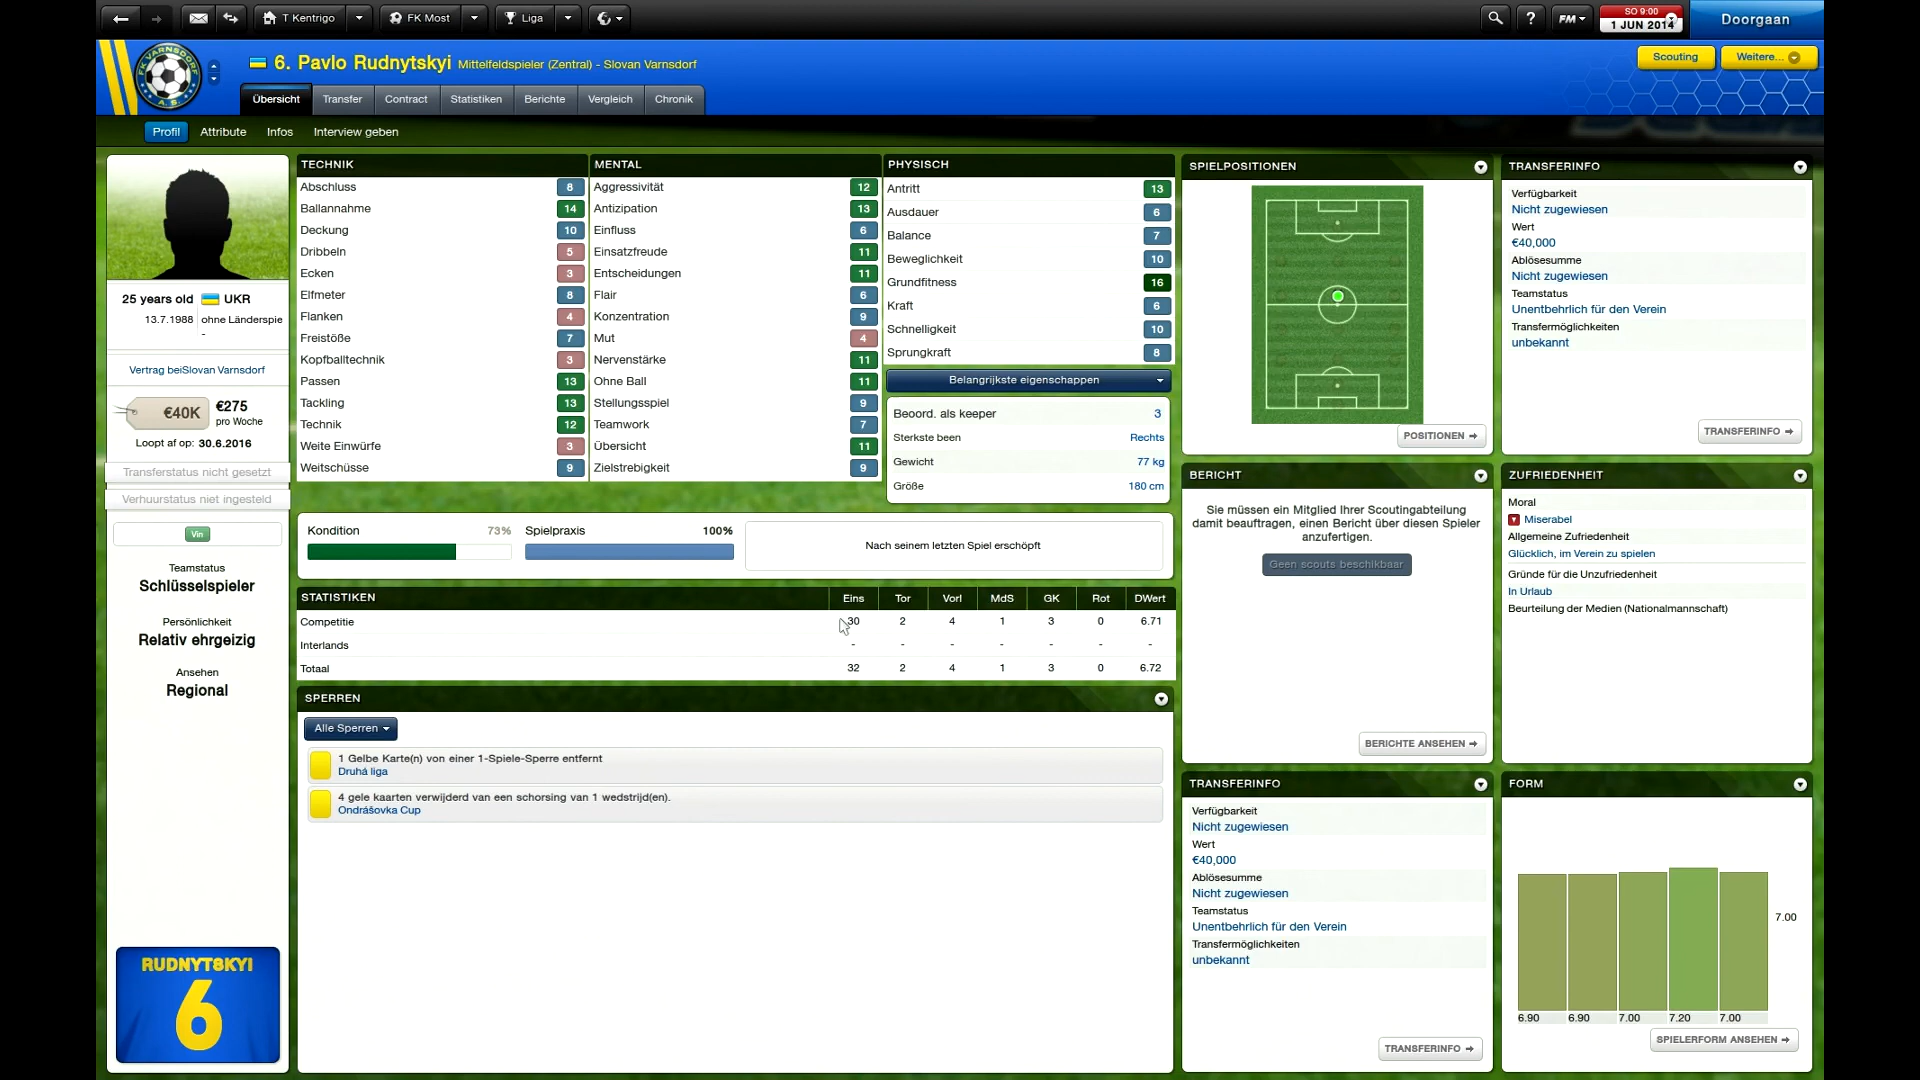 T Kentrigo
FK Most
Liga
?
FM
SO 9:00
1 JUN 2014
Doorgaan
FK VARNSDORF A. S.
6. Pavlo Rudnytskyi Mittelfeldspieler (Zentral) - Slovan Varnsdorf
Scouting
Weitere...
Übersicht
Transfer
Contract
Statistiken
Berichte
Vergleich
Chronik
Profil
Attribute
Infos
Interview geben
25 years old UKR
13.7.1988 ohne Länderspie
-
Vertrag beiSlovan Varnsdorf
€40K
€275
pro Woche
Loopt af op: 30.6.2016
Transferstatus nicht gesetzt
Verhuurstatus niet ingesteld
Vin
Teamstatus
Schlüsselspieler
Persönlichkeit
Relativ ehrgeizig
Ansehen
Regional
RUDNYTSKYI
6
TECHNIK
Abschluss 8
Ballannahme 14
Deckung 10
Dribbeln 5
Ecken 3
Elfmeter 8
Flanken 4
Freistöße 7
Kopfballtechnik 3
Passen 13
Tackling 13
Technik 12
Weite Einwürfe 3
Weitschüsse 9
MENTAL
Aggressivität 12
Antizipation 13
Einfluss 6
Einsatzfreude 11
Entscheidungen 11
Flair 6
Konzentration 9
Mut 4
Nervenstärke 11
Ohne Ball 11
Stellungsspiel 9
Teamwork 7
Übersicht 11
Zielstrebigkeit 9
PHYSISCH
Antritt 13
Ausdauer 6
Balance 7
Beweglichkeit 10
Grundfitness 16
Kraft 6
Schnelligkeit 10
Sprungkraft 8
Belangrijkste eigenschappen
Beoord. als keeper 3
Sterkste been Rechts
Gewicht 77 kg
Größe 180 cm
Kondition 73%
Spielpraxis 100%
Nach seinem letzten Spiel erschöpft
STATISTIKEN Eins Tor Vorl MdS GK Rot DWert
Competitie 30 2 4 1 3 0 6.71
Interlands - - - - - - -
Totaal 32 2 4 1 3 0 6.72
SPERREN
Alle Sperren
1 Gelbe Karte(n) von einer 1-Spiele-Sperre entfernt
Druhá liga
4 gele kaarten verwijderd van een schorsing van 1 wedstrijd(en).
Ondrášovka Cup
SPIELPOSITIONEN
POSITIONEN
BERICHT
Sie müssen ein Mitglied Ihrer Scoutingabteilung
damit beauftragen, einen Bericht über diesen Spieler
anzufertigen.
Geen scouts beschikbaar
BERICHTE ANSEHEN
TRANSFERINFO
Verfügbarkeit
Nicht zugewiesen
Wert
€40,000
Ablösesumme
Nicht zugewiesen
Teamstatus
Unentbehrlich für den Verein
Transfermöglichkeiten
unbekannt
TRANSFERINFO
TRANSFERINFO
Verfügbarkeit
Nicht zugewiesen
Wert
€40,000
Ablösesumme
Nicht zugewiesen
Teamstatus
Unentbehrlich für den Verein
Transfermöglichkeiten
unbekannt
TRANSFERINFO
ZUFRIEDENHEIT
Moral
Miserabel
Allgemeine Zufriedenheit
Glücklich, im Verein zu spielen
Gründe für die Unzufriedenheit
In Urlaub
Beurteilung der Medien (Nationalmannschaft)
FORM
7.00
6.90 6.90 7.00 7.20 7.00
SPIELERFORM ANSEHEN